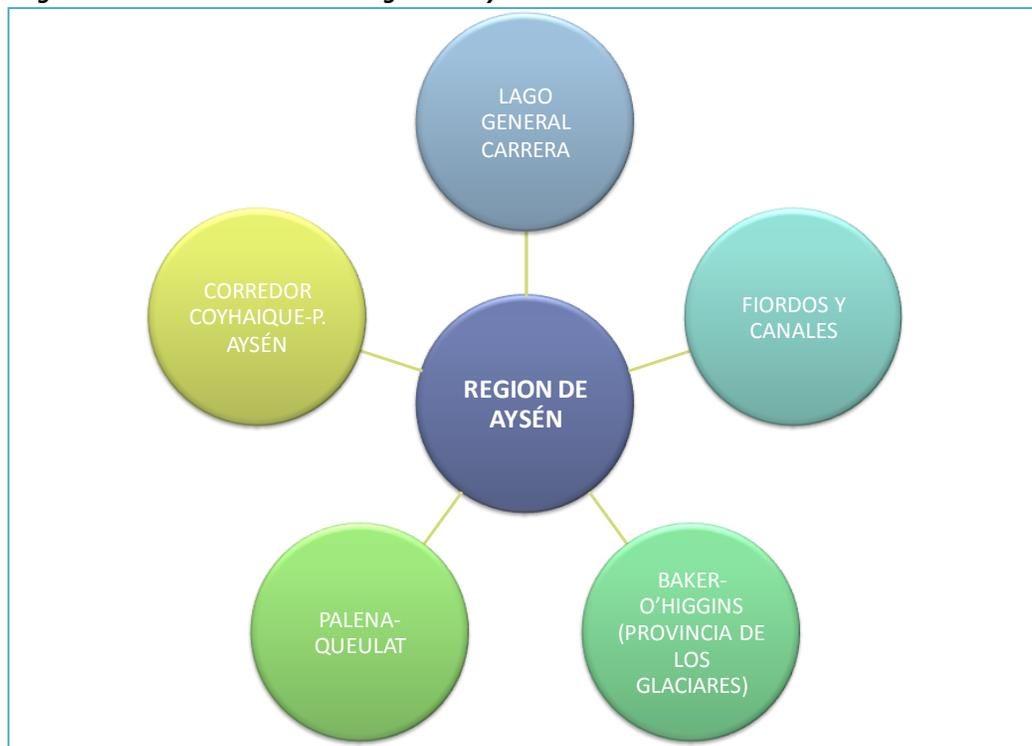 LAGO
GENERAL
CARRERA
FIORDOS Y
CANALES
CORREDOR
COYHAIQUE-P.
AYSÉN
REGION DE
AYSÉN
BAKER-
O’HIGGINS
(PROVINCIA DE
LOS
GLACIARES)
PALENA-
QUEULAT